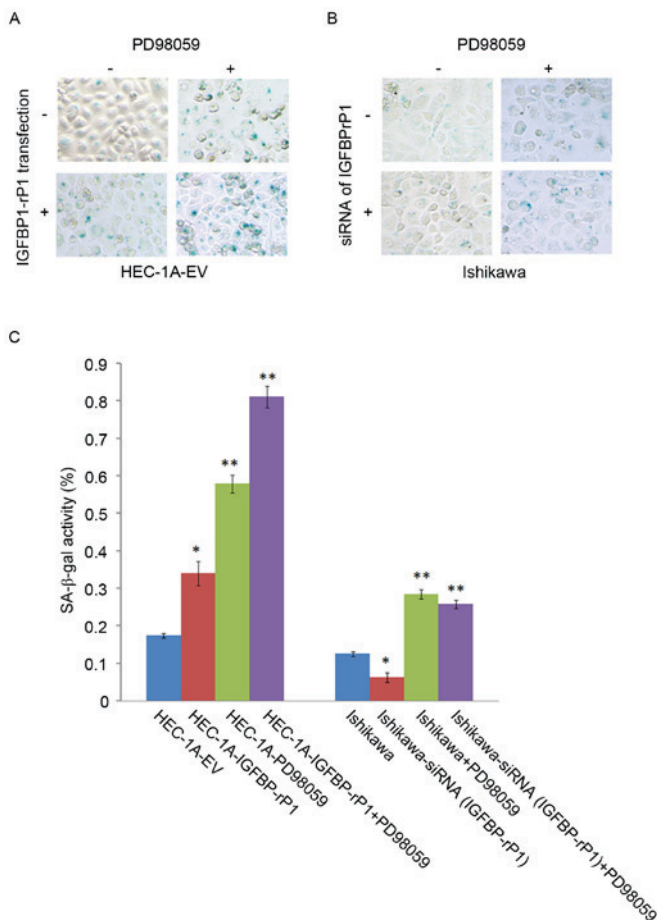 A
PD98059
- +
IGFBP1-rP1 transfection
-
+
HEC-1A-EV
B
PD98059
- +
siRNA of IGFBPrP1
-
+
Ishikawa
C
SA-β-gal activity (%)
0.9
0.8
0.7
0.6
0.5
0.4
0.3
0.2
0.1
0
*
**
**
*
**
**
HEC-1A-EV
HEC-1A-IGFBP-rP1
HEC-1A-PD98059
HEC-1A-IGFBP-rP1+PD98059
Ishikawa
Ishikawa-siRNA (IGFBP-rP1)
Ishikawa+PD98059
Ishikawa-siRNA (IGFBP-rP1)+PD98059